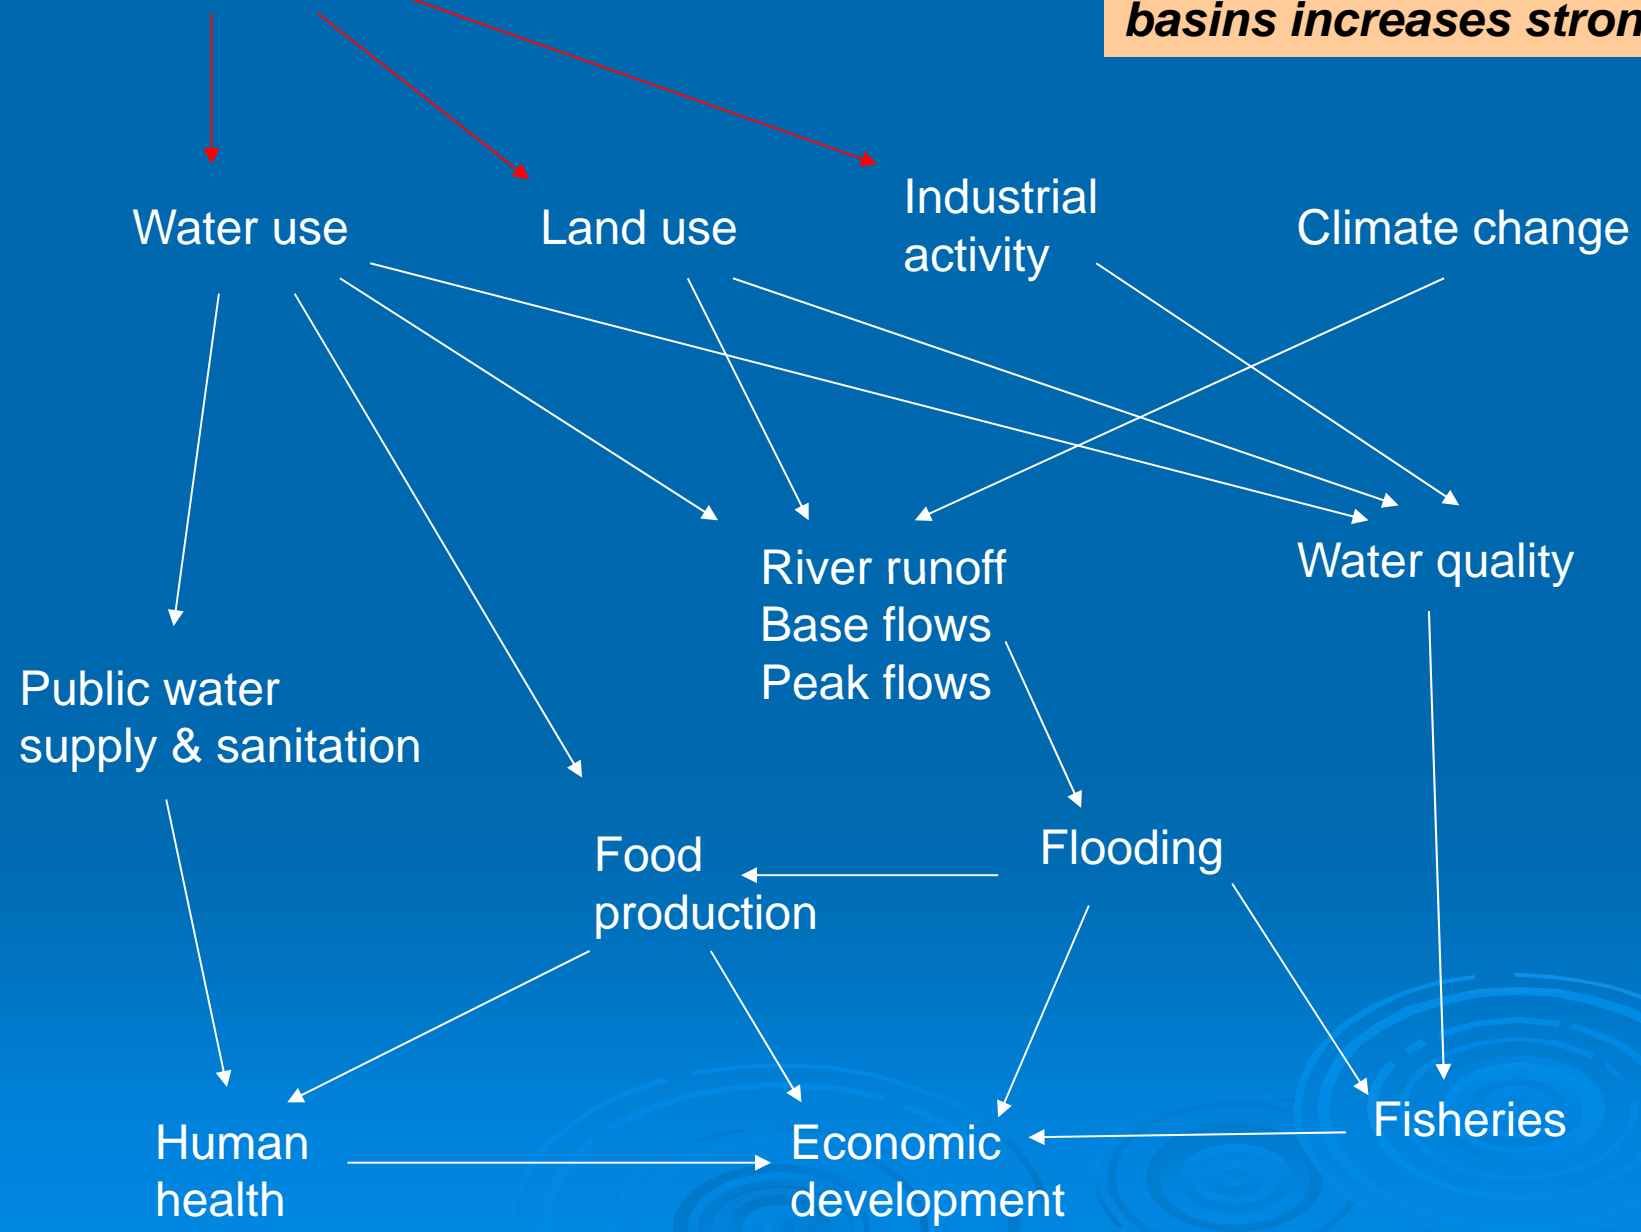 basins increases
Water use
Land use
Industrial
activity
Climate change
River runoff
Base flows
Peak flows
Water quality
Public water
supply & sanitation
Food
production
Flooding
Human
health
Economic
development
Fisheries